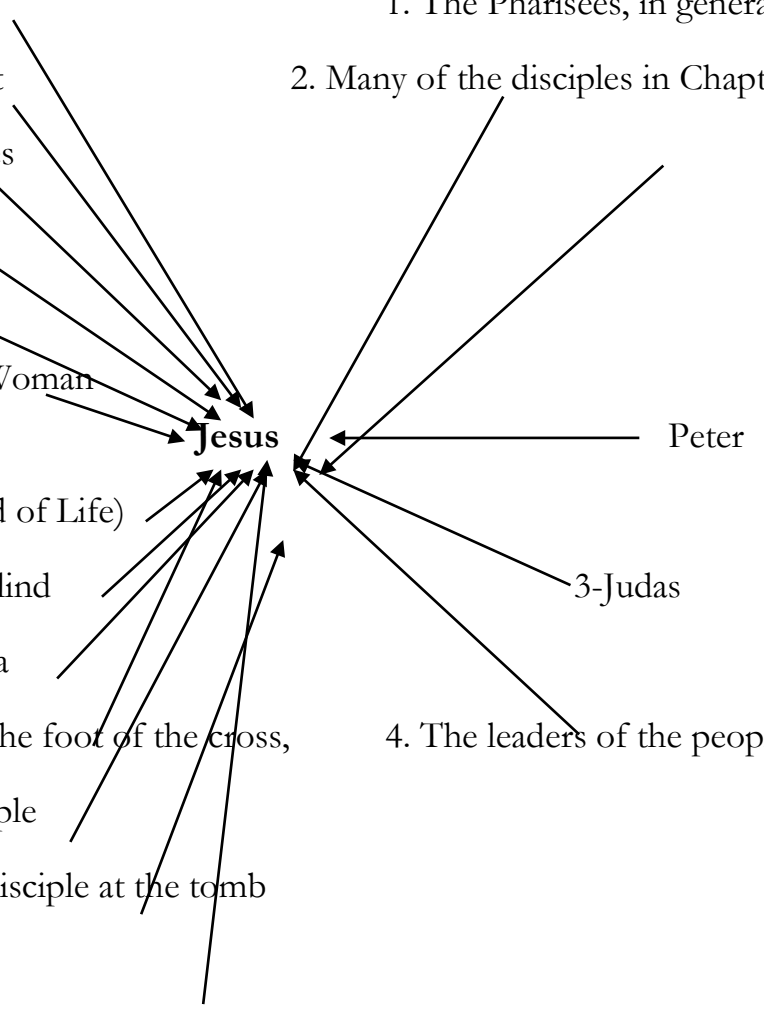 1. The Pharisees, in genera
t
2. Many of the disciples in Chapt
es
Woman
Jesus
Peter
d of Life)
lind
3-Judas
a
he foot of the cross,
4. The leaders of the peop
ple
isciple at the tomb